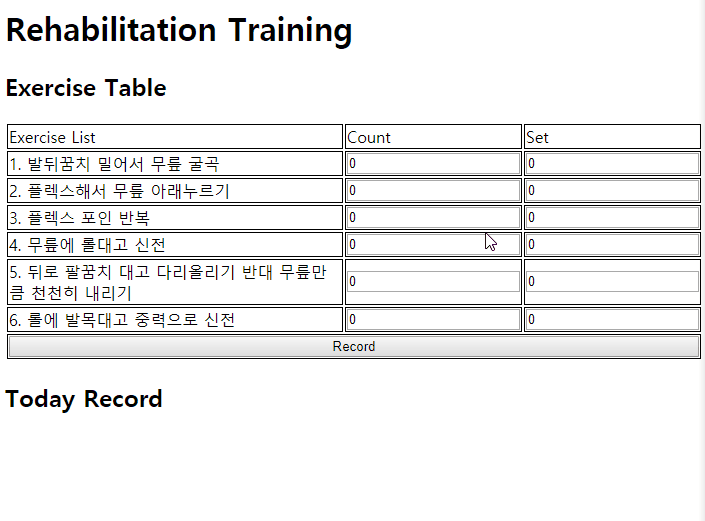 Rehabilitation Training
Exercise Table
Exercise List Count Set
1. 발뒤꿈치 밀어서 무릎 굴곡 0 0
2. 플렉스해서 무릎 아래누르기 0 0
3. 플렉스 포인 반복 0 0
4. 무릎에 롤대고 신전 0 0
5. 뒤로 팔꿈치 대고 다리올리기 반대 무릎만
큼 천천히 내리기 0 0
6. 롤에 발목대고 중력으로 신전 0 0
Record
Today Record